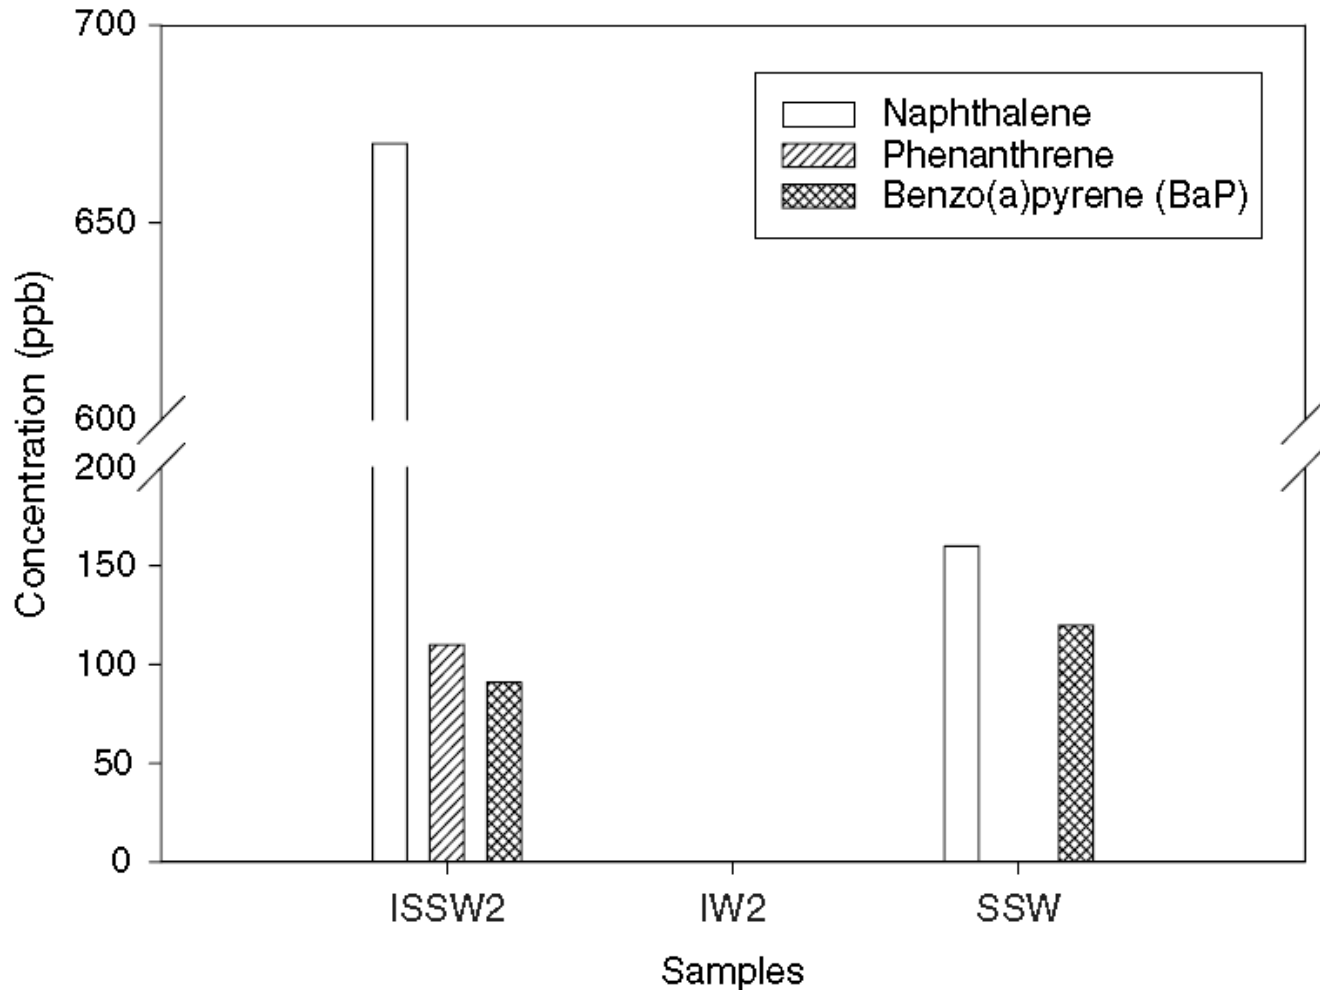 700
650
600
200
150
100
50
0
Concentration (ppb)
Naphthalene
Phenanthrene
Benzo(a)pyrene (BaP)
ISSW2 IW2 SSW
Samples